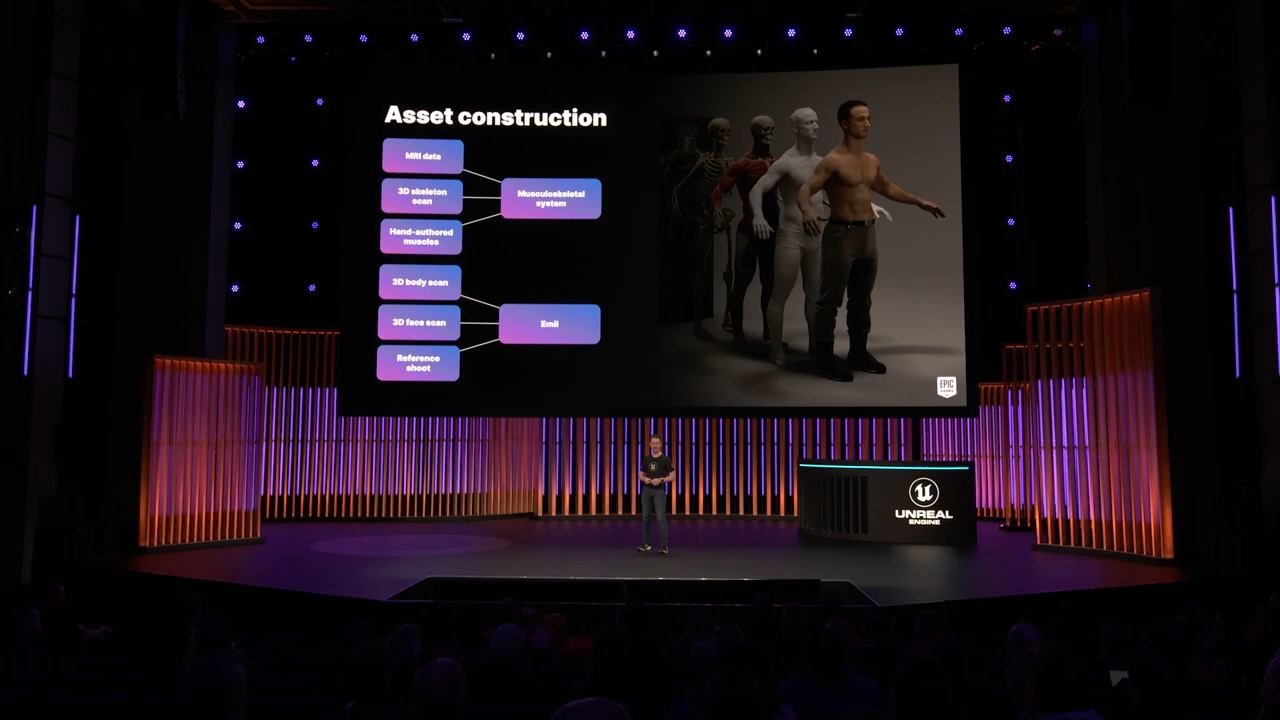 Asset construction
MRI data
3D skeleton
scan
Hand-authored
muscles
Musculoskeletal
system
3D body scan
3D face scan
Reference
shoot
Emil
EPIC
GAMES
UNREAL
ENGINE